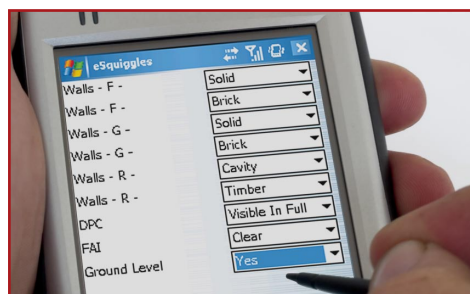 eSquiggles
Walls - F - Solid
Walls - F - Brick
Walls - G - Solid
Walls - G - Brick
Walls - R - Cavity
Walls - R - Timber
DPC Visible In Full
FAI Clear
Ground Level Yes